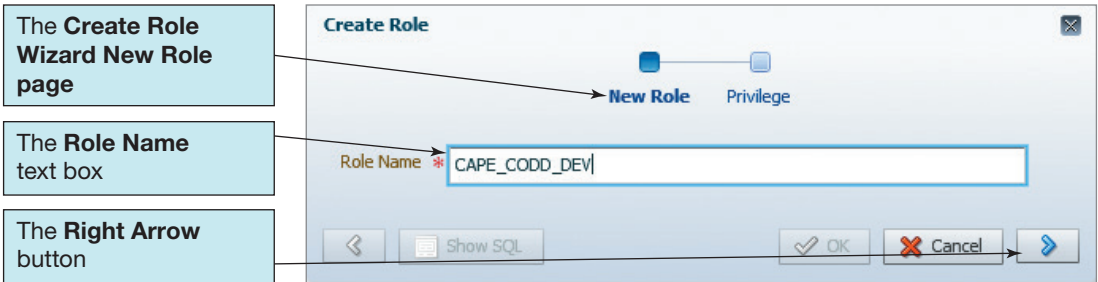 The Create Role
Wizard New Role
page
The Role Name
text box
The Right Arrow
button
Create Role
New Role Privilege
Role Name * CAPE_CODD_DEV
Show SQL OK Cancel